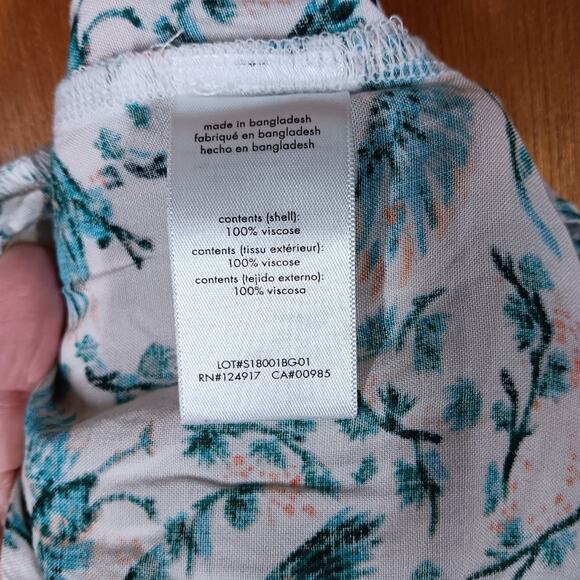 made in bangladesh
fabriqué en bangladesh
hecho en bangladesh
contents (shell):
100% viscose
contents (tissu extérieur):
100% viscose
contents (tejido externo):
100% viscosa
LOT#S18001BG-01
RN#124917 CA#00985